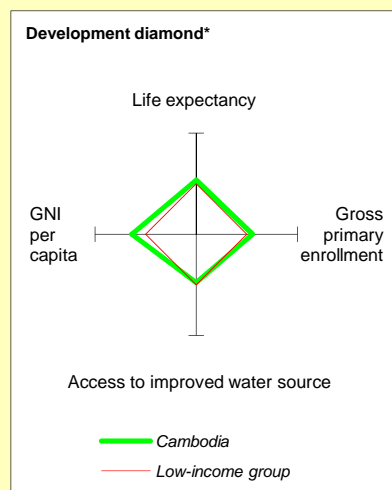 Development diamond*
Life expectancy
GNI
per
capita
Gross
primary
enrollment
Access to improved water source
Cambodia
Low-income group